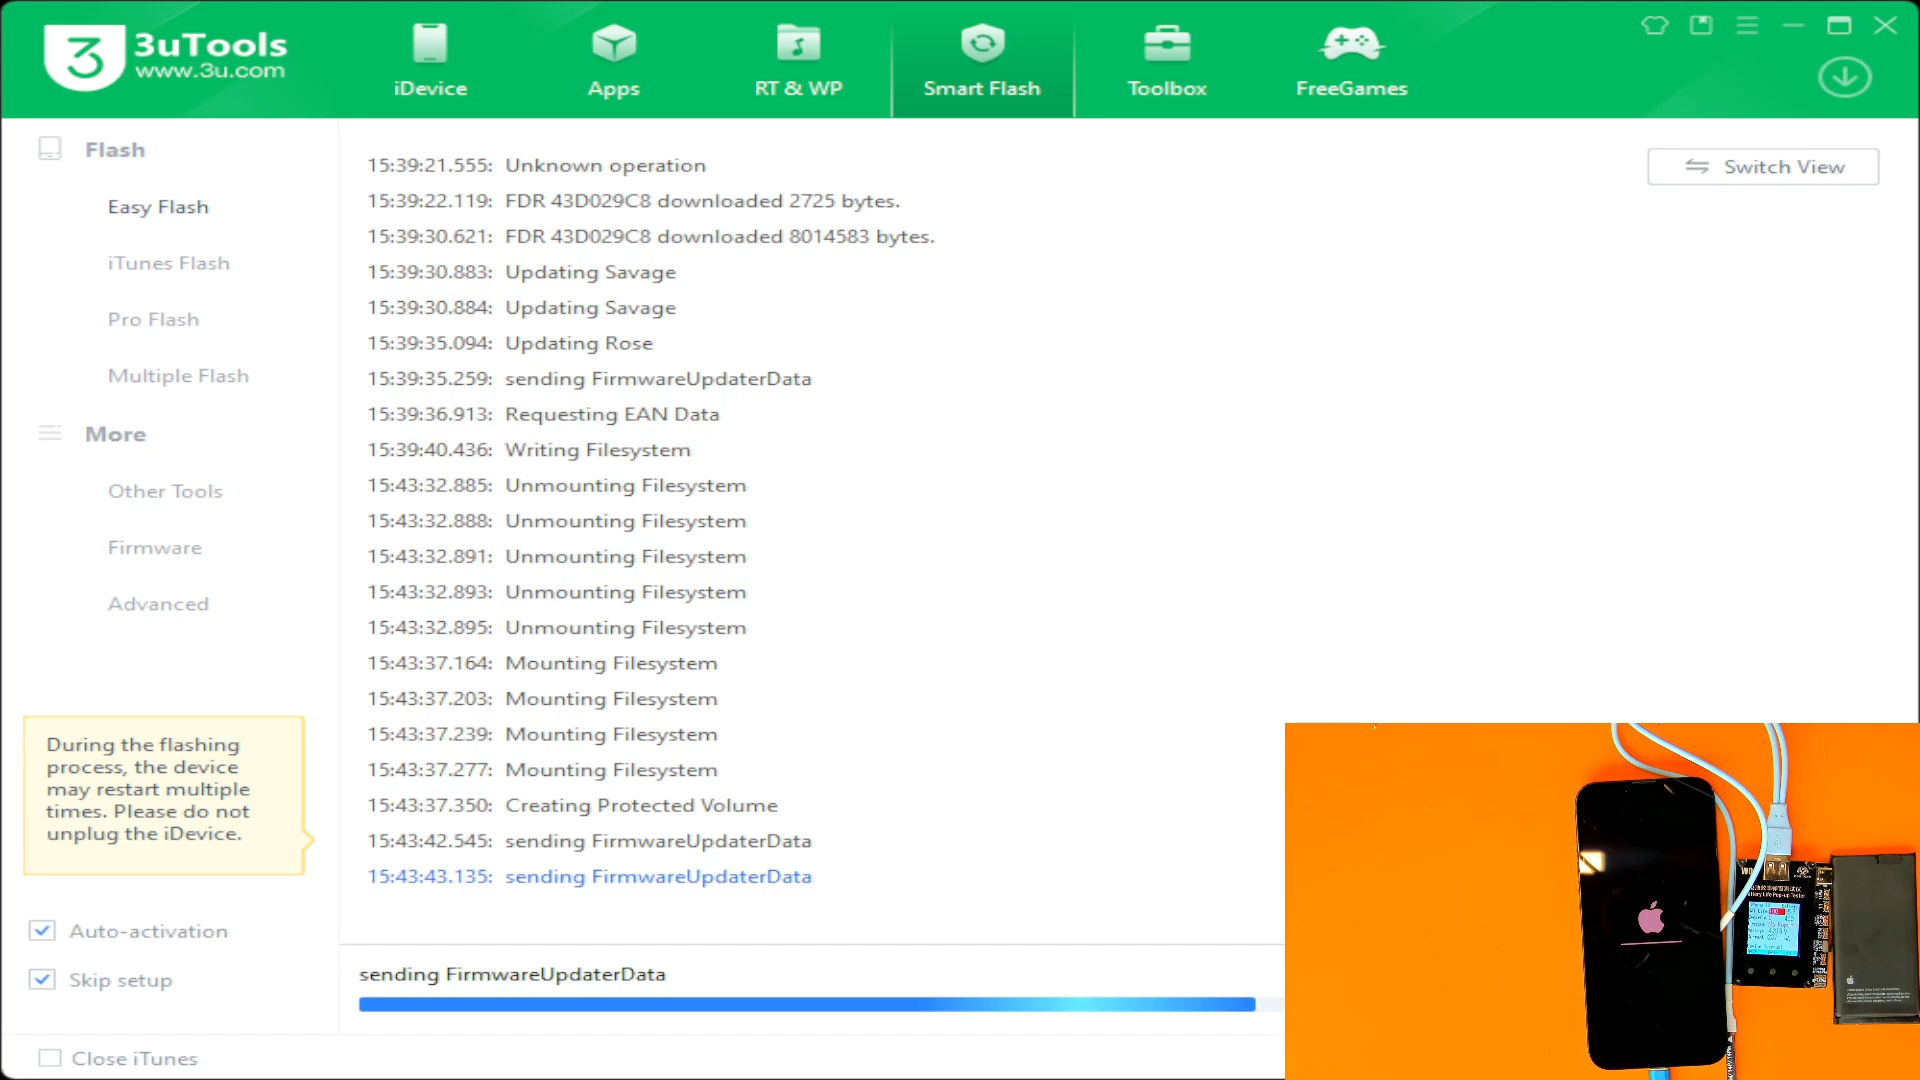 3uTools
www.3u.com
iDevice
Apps
RT & WP
Smart Flash
Toolbox
FreeGames
Flash
Easy Flash
iTunes Flash
Pro Flash
Multiple Flash
More
Other Tools
Firmware
Advanced
During the flashing
process, the device
may restart multiple
times. Please do not
unplug the iDevice.
Auto-activation
Skip setup
Close iTunes
Switch View
15:39:21.555: Unknown operation
15:39:22.119: FDR 43D029C8 downloaded 2725 bytes.
15:39:30.621: FDR 43D029C8 downloaded 8014583 bytes.
15:39:30.883: Updating Savage
15:39:30.884: Updating Savage
15:39:35.094: Updating Rose
15:39:35.259: sending FirmwareUpdaterData
15:39:36.913: Requesting EAN Data
15:39:40.436: Writing Filesystem
15:43:32.885: Unmounting Filesystem
15:43:32.888: Unmounting Filesystem
15:43:32.891: Unmounting Filesystem
15:43:32.893: Unmounting Filesystem
15:43:32.895: Unmounting Filesystem
15:43:37.164: Mounting Filesystem
15:43:37.203: Mounting Filesystem
15:43:37.239: Mounting Filesystem
15:43:37.277: Mounting Filesystem
15:43:37.350: Creating Protected Volume
15:43:42.545: sending FirmwareUpdaterData
15:43:43.135: sending FirmwareUpdaterData
sending FirmwareUpdaterData
Life Pop-up Tester